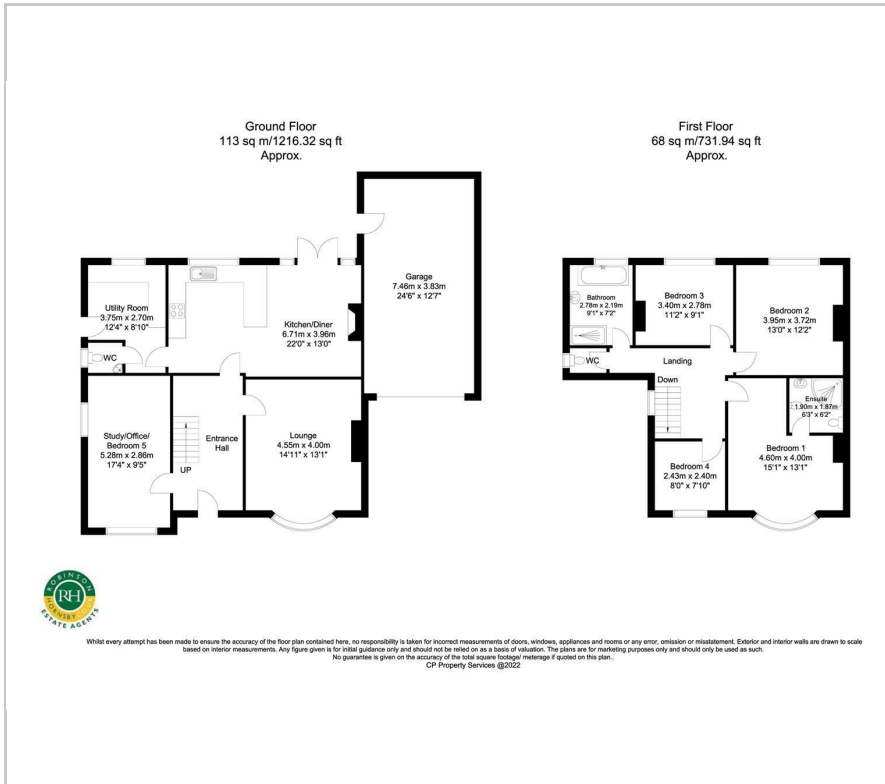 Ground Floor
113 sq m/1216.32 sq ft
Approx.
First Floor
68 sq m/731.94 sq ft
Approx.
Garage
7.46m x 3.83m
24'6" x 12'7"
Utility Room
3.75m x 2.70m
12'4" x 8'10"
Kitchen/Diner
6.71m x 3.96m
22'0" x 13'0"
WC
Study/Office/
Bedroom 5
5.28m x 2.86m
17'4" x 9'5"
UP
Entrance
Hall
Lounge
4.55m x 4.00m
14'11" x 13'1"
Bathroom
2.78m x 2.19m
9'1" x 7'2"
Bedroom 3
3.40m x 2.78m
11'2" x 9'1"
Bedroom 2
3.95m x 3.72m
13'0" x 12'2"
WC
Landing
Down
Ensuite
1.90m x 1.87m
6'3" x 6'2"
Bedroom 1
4.60m x 4.00m
15'1" x 13'1"
Bedroom 4
2.43m x 2.40m
8'0" x 7'10"
ROBINSON
RH
HORNSBY
ESTATE AGENTS
Whilst every attempt has been made to ensure the accuracy of the floor plan contained here, no responsibility is taken for incorrect measurements of doors, windows, appliances and rooms or any error, omission or misstatement. Exterior and interior walls are drawn to scale
based on interior measurements. Any figure given is for initial guidance only and should not be relied on as a basis of valuation. The plans are for marketing purposes only and should only be used as such.
No guarantee is given on the accuracy of the total square footage/ meterage if quoted on this plan..
CP Property Services @2022